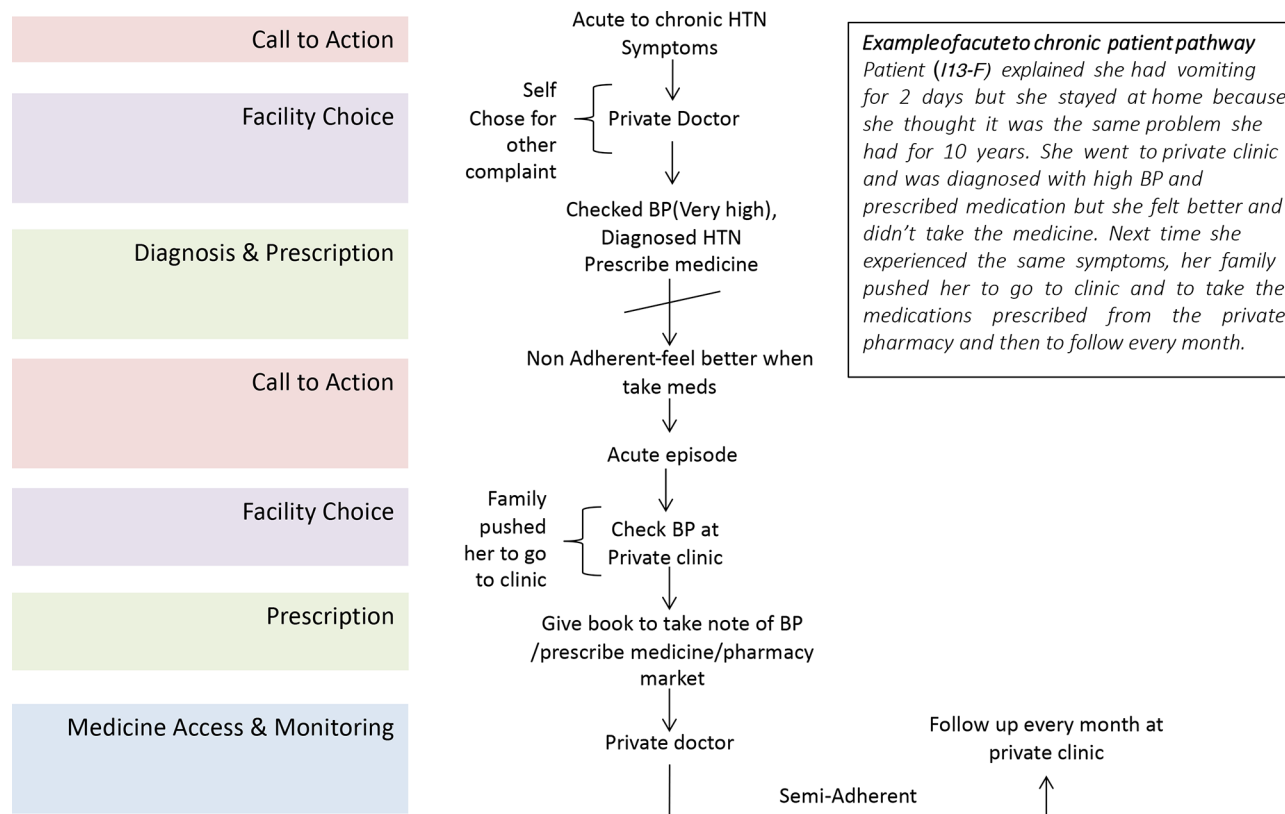 Call to Action
Acute to chronic HTN
Symptoms
Facility Choice
Self
Chose for
other
complaint
Private Doctor
Checked BP(Very high),
Diagnosed HTN
Prescribe medicine
Diagnosis & Prescription
Call to Action
Non Adherent-feel better when
take meds
Acute episode
Facility Choice
Family
pushed
her to go
to clinic
Check BP at
Private clinic
Prescription
Give book to take note of BP
/prescribe medicine/pharmacy
market
Medicine Access & Monitoring
Private doctor
Semi-Adherent
Follow up every month at
private clinic
Example of acute to chronic patient pathway
Patient (I13-F) explained she had vomiting
for 2 days but she stayed at home because
she thought it was the same problem she
had for 10 years. She went to private clinic
and was diagnosed with high BP and
prescribed medication but she felt better and
didn’t take the medicine. Next time she
experienced the same symptoms, her family
pushed her to go to clinic and to take the
medications prescribed from the private
pharmacy and then to follow every month.